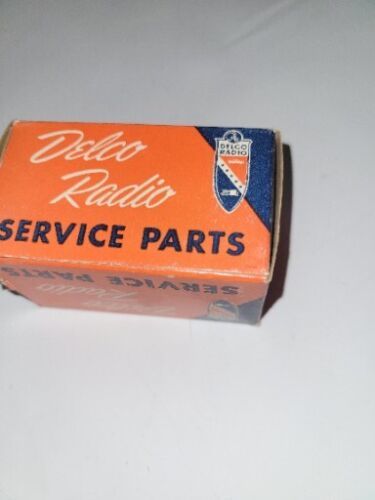 Delco
Radio
DELCO
RADIO
SERVICE PARTS
SERVICE PARTS
Radio